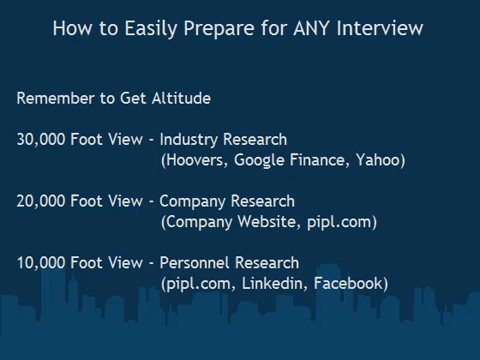 How to Easily Prepare for ANY Interview
Remember to Get Altitude
30,000 Foot View - Industry Research
(Hoovers, Google Finance, Yahoo)
20,000 Foot View - Company Research
(Company Website, pipl.com)
10,000 Foot View - Personnel Research
(pipl.com, Linkedin, Facebook)